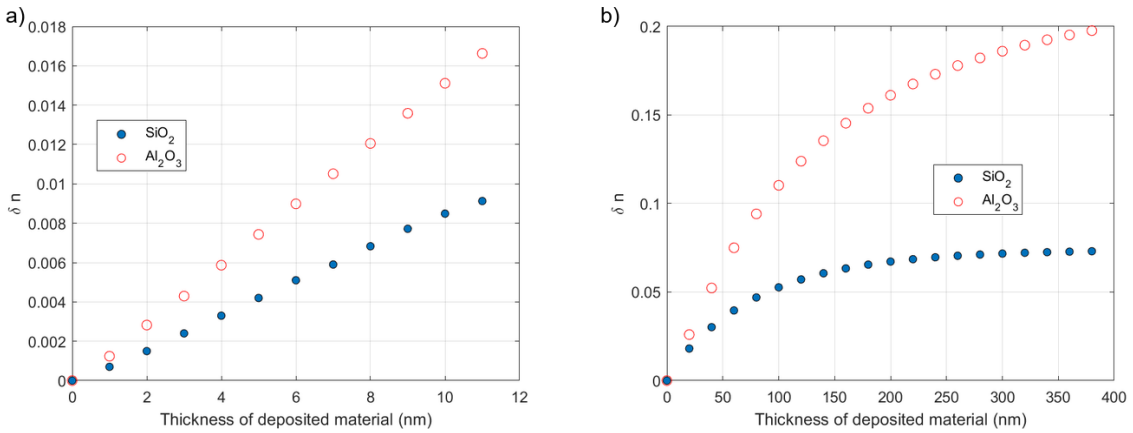 a)
0.018
0.016
0.014
0.012
0.01
0.008
0.006
0.004
0.002
0
δ n
SiO2
Al2O3
0 2 4 6 8 10 12
Thickness of deposited material (nm)
b)
0.2
0.15
0.1
0.05
0
δ n
SiO2
Al2O3
0 50 100 150 200 250 300 350 400
Thickness of deposited material (nm)